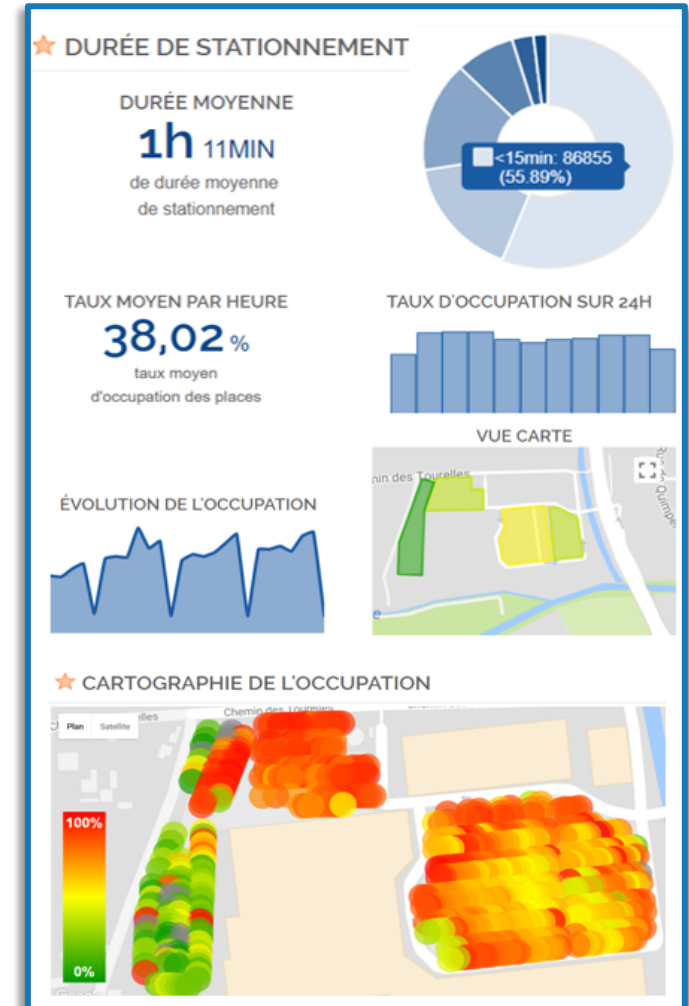 DURÉE DE STATIONNEMENT
DURÉE MOYENNE
1h 11MIN
de durée moyenne
de stationnement
<15min: 86855
(55.89%)
TAUX MOYEN PAR HEURE
38,02 %
taux moyen
d'occupation des places
TAUX D'OCCUPATION SUR 24H
VUE CARTE
min des Tourelles
Quimper
ÉVOLUTION DE L'OCCUPATION
CARTOGRAPHIE DE L'OCCUPATION
Plan
Satellite
elles
Chemin des Tourelles
100%
0%